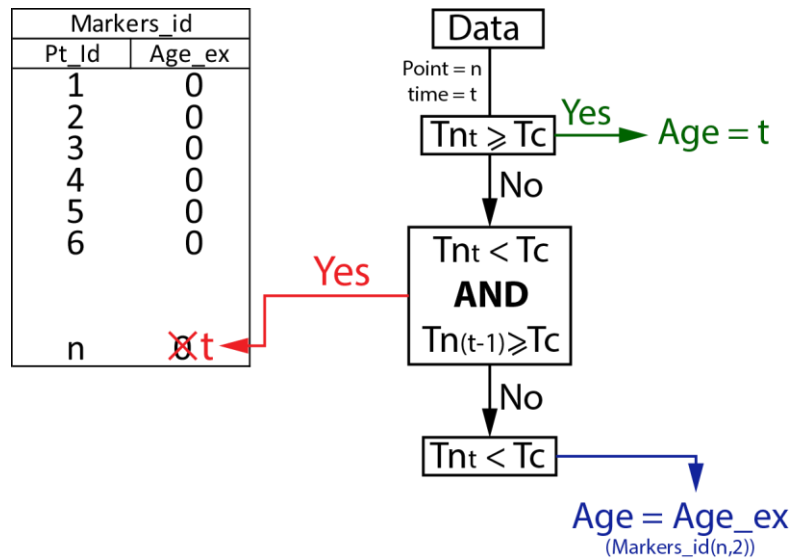 Markers_id
Pt_Id Age_ex
1 0
2 0
3 0
4 0
5 0
6 0
n 0 t
Data
Point = n
time = t
Tnt ⩾ Tc
Yes
Age = t
No
Tnt < Tc
AND
Tn(t-1)⩾Tc
Yes
No
Tnt < Tc
Age = Age_ex
(Markers_id(n,2))